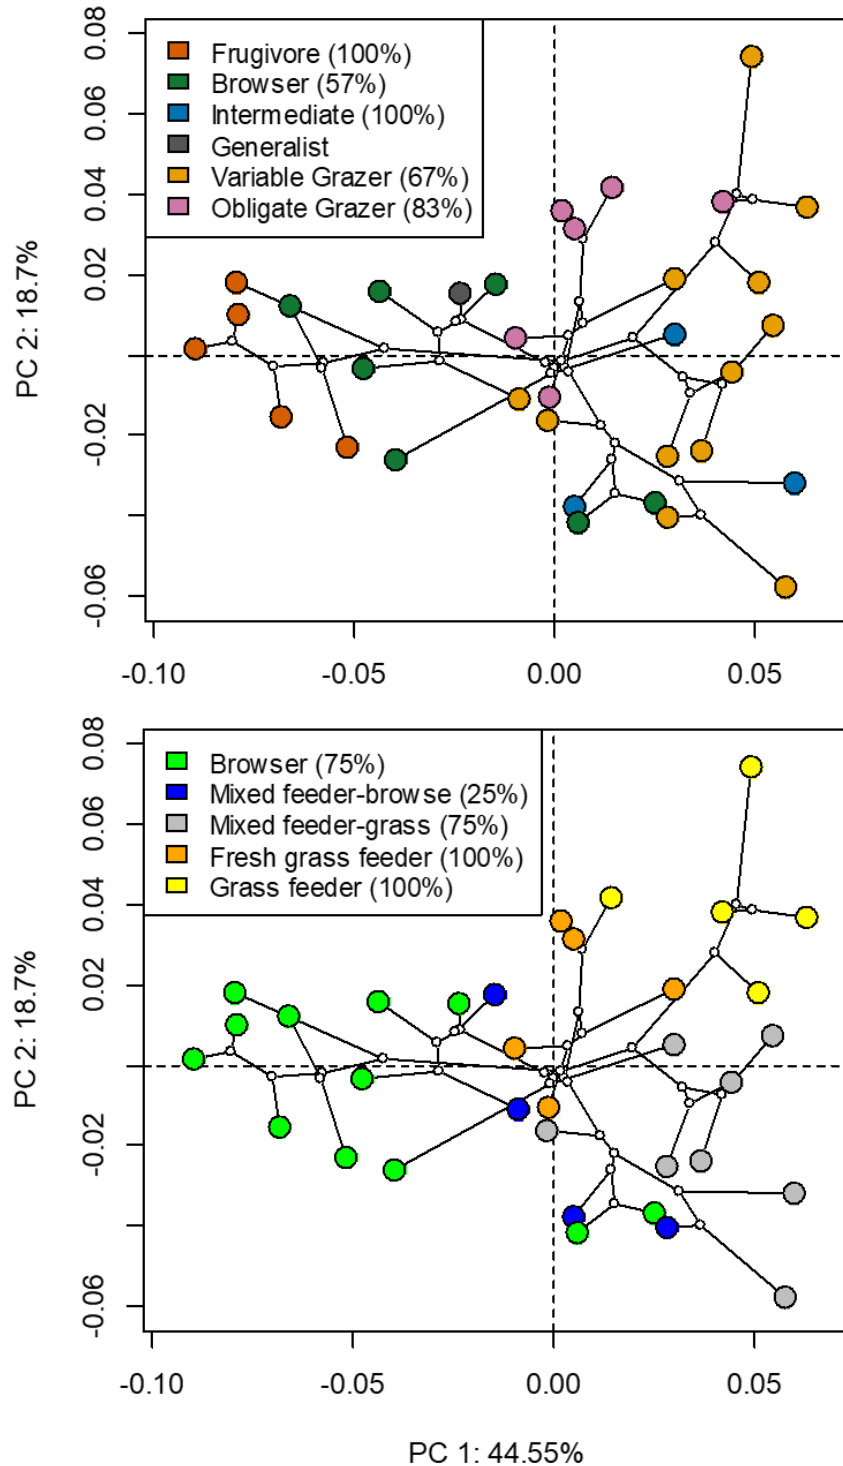 0.08
0.06
0.04
0.02
-0.02
-0.06
PC 2: 18.7%
Frugivore (100%)
Browser (57%)
Intermediate (100%)
Generalist
Variable Grazer (67%)
Obligate Grazer (83%)
-0.10
-0.05
0.00
0.05
0.08
0.06
0.04
0.02
-0.02
-0.06
PC 2: 18.7%
Browser (75%)
Mixed feeder-browse (25%)
Mixed feeder-grass (75%)
Fresh grass feeder (100%)
Grass feeder (100%)
-0.10
-0.05
0.00
0.05
PC 1: 44.55%